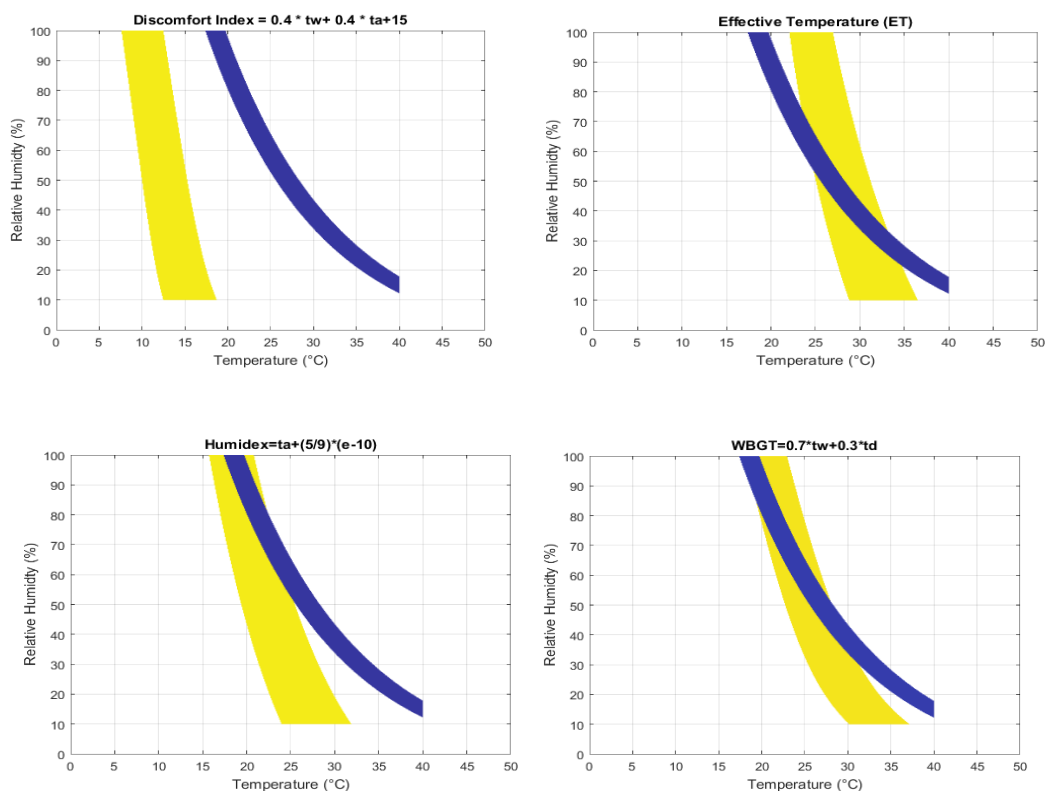 Discomfort Index = 0.4 * tw+ 0.4 * ta+15
100
90
80
70
60
50
40
30
20
10
0
Relative Humidty (%)
0 5 10 15 20 25 30 35 40 45 50
Temperature (°C)
Effective Temperature (ET)
100
90
80
70
60
50
40
30
20
10
0
Relative Humidty (%)
0 5 10 15 20 25 30 35 40 45 50
Temperature (°C)
Humidex=ta+(5/9)*(e-10)
100
90
80
70
60
50
40
30
20
10
0
Relative Humidty (%)
0 5 10 15 20 25 30 35 40 45 50
Temperature (°C)
WBGT=0.7*tw+0.3*td
100
90
80
70
60
50
40
30
20
10
0
Relative Humidty (%)
0 5 10 15 20 25 30 35 40 45 50
Temperature (°C)